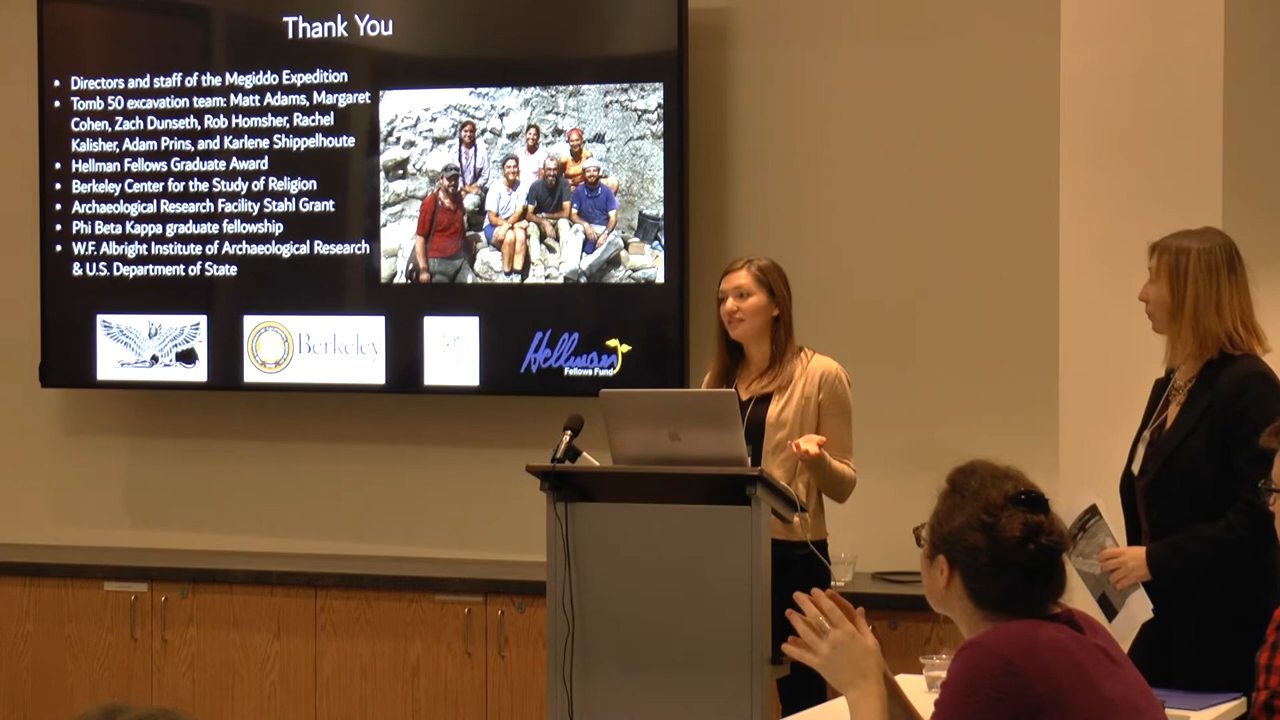 Thank You
• Directors and staff of the Megiddo Expedition
• Tomb 50 excavation team: Matt Adams, Margaret
Cohen, Zach Dunseth, Rob Homsher, Rachel
Kalisher, Adam Prins, and Karlene Shippelhoute
• Hellman Fellows Graduate Award
• Berkeley Center for the Study of Religion
• Archaeological Research Facility Stahl Grant
• Phi Beta Kappa graduate fellowship
• W.F. Albright Institute of Archaeological Research
& U.S. Department of State
Berkeley
Hellman
Fellows Fund